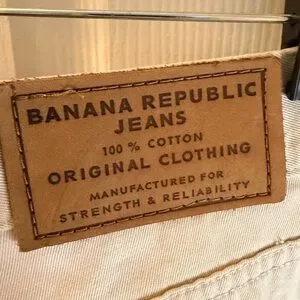 BANANA REPUBLIC
JEANS
100 % COTTON
ORIGINAL CLOTHING
MANUFACTURED FOR
STRENGTH & RELIABILITY